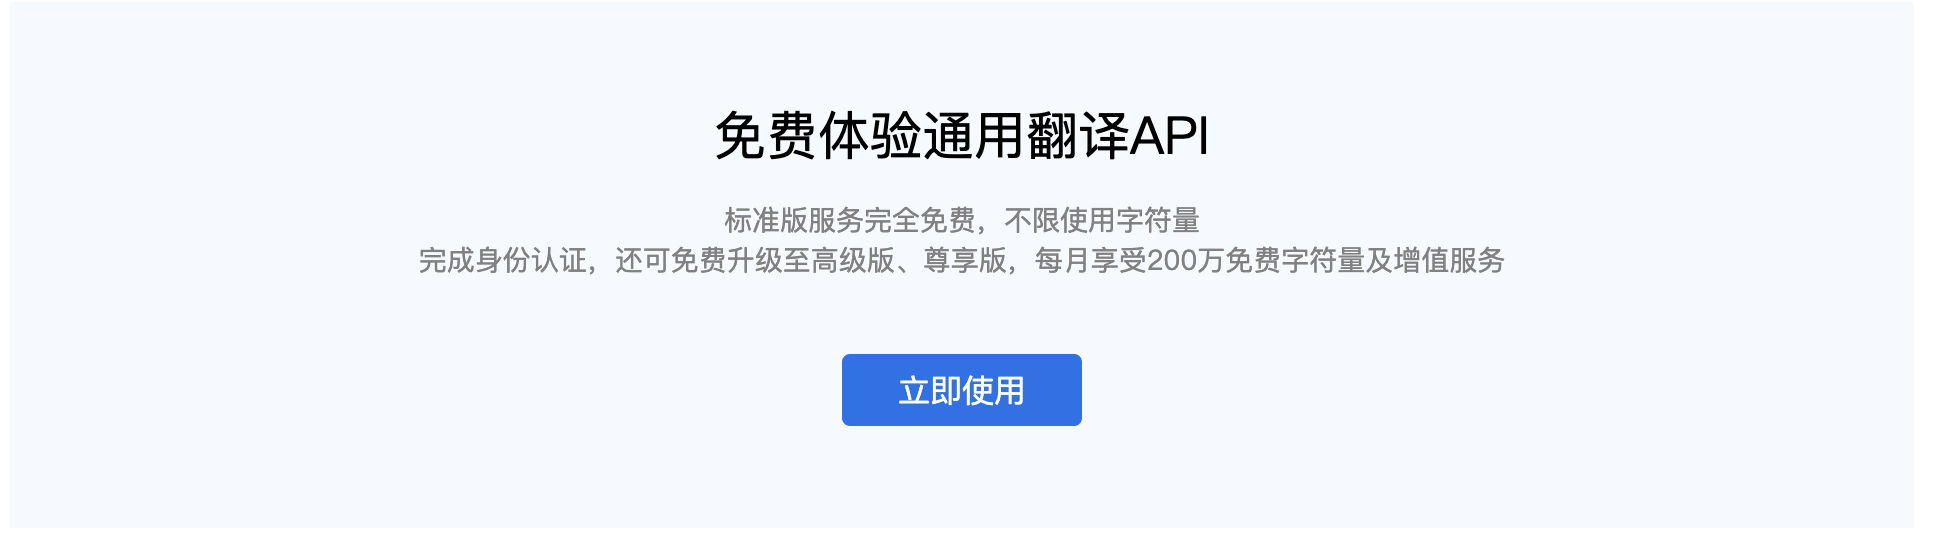 免费体验通用翻译API
标准版服务完全免费，不限使用字符量
完成身份认证，还可免费升级至高级版、尊享版，每月享受200万免费字符量及增值服务
立即使用